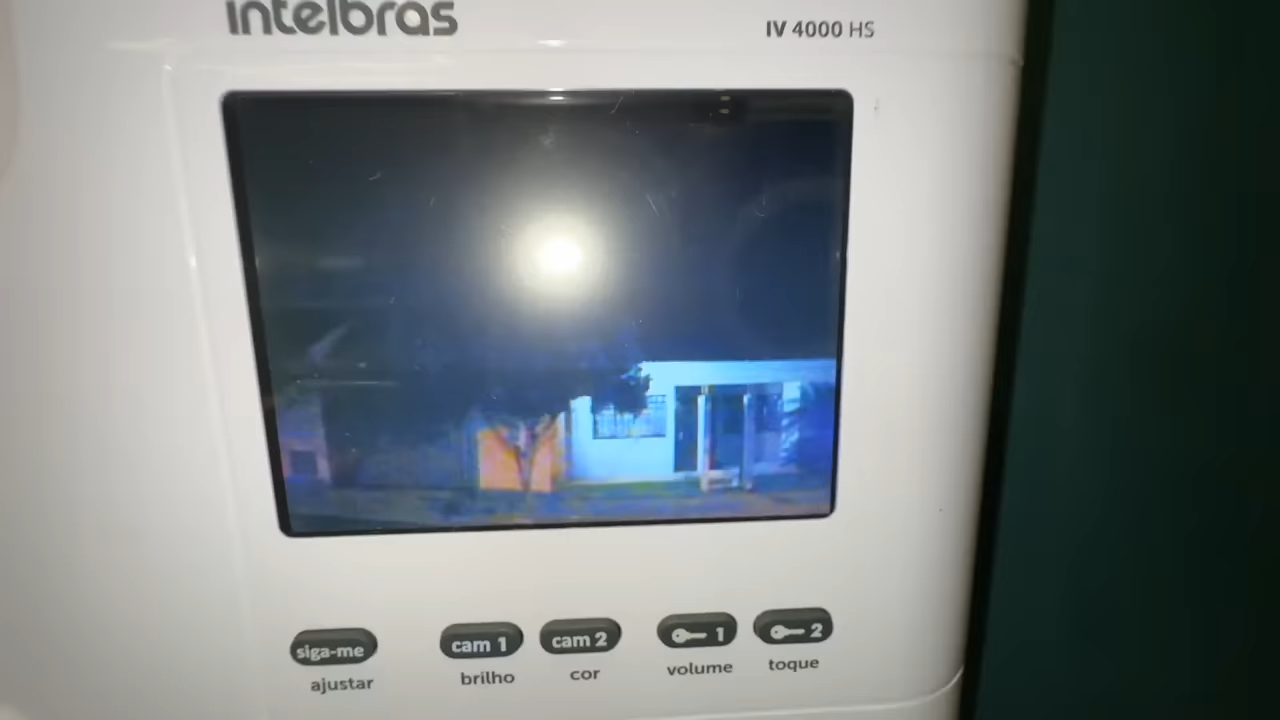 intelbras
IV 4000 HS
siga-me
cam 1
cam 2
1
2
ajustar
brilho
cor
volume
toque